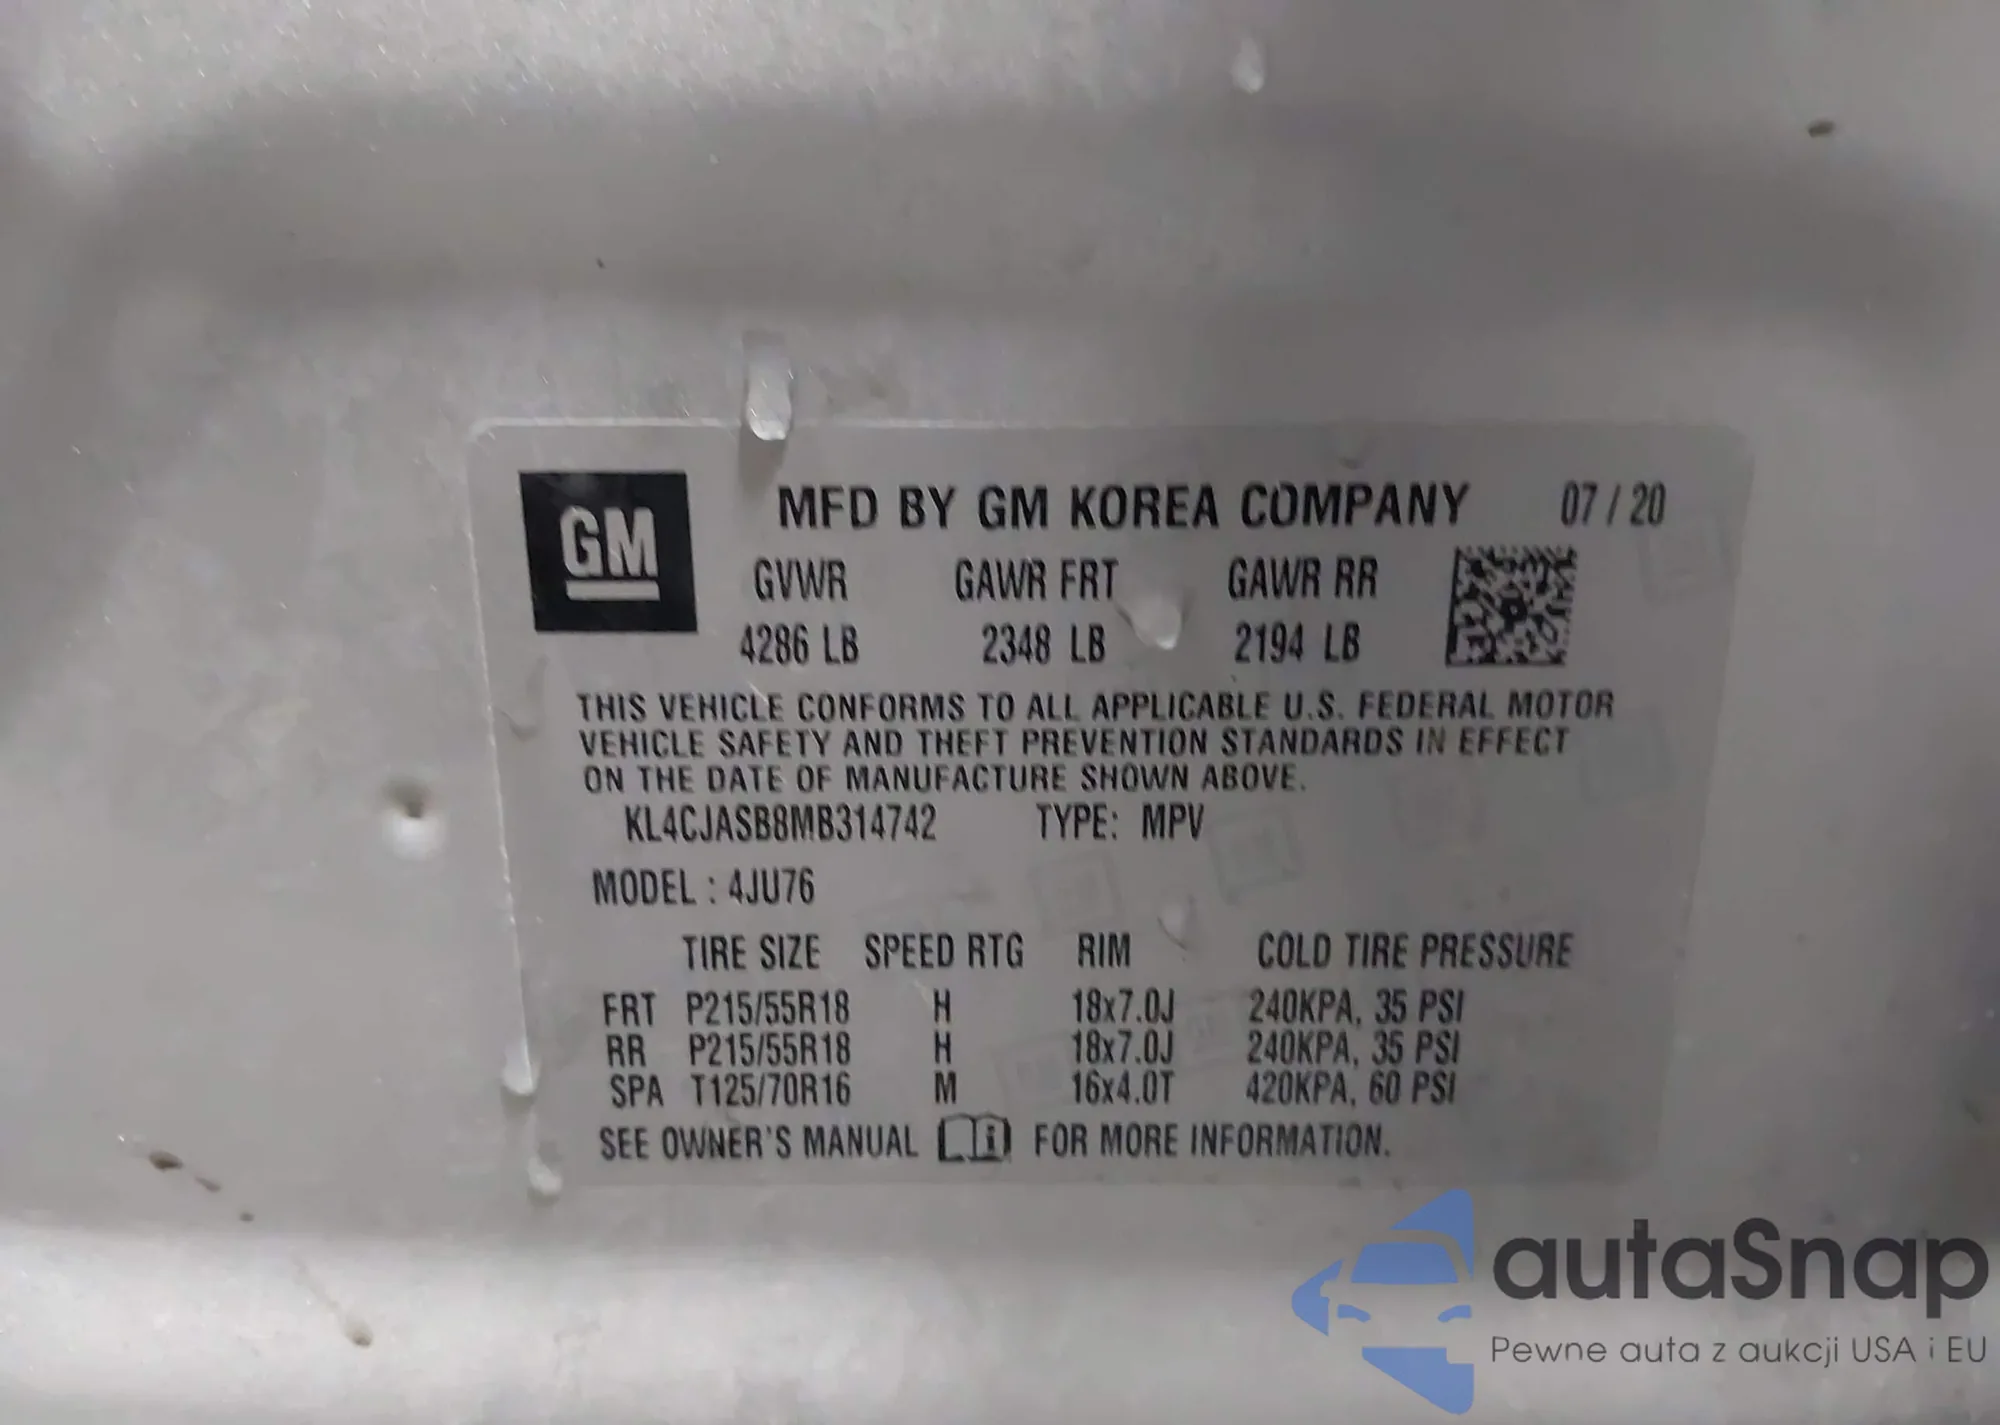 GM
MFD BY GM KOREA COMPANY 07 / 20
GVWR GAWR FRT GAWR RR
4286 LB 2348 LB 2194 LB
THIS VEHICLE CONFORMS TO ALL APPLICABLE U.S. FEDERAL MOTOR
VEHICLE SAFETY AND THEFT PREVENTION STANDARDS IN EFFECT
ON THE DATE OF MANUFACTURE SHOWN ABOVE.
KL4CJASB8MB314742 TYPE: MPV
MODEL : 4JU76
TIRE SIZE SPEED RTG RIM COLD TIRE PRESSURE
FRT P215/55R18 H 18x7.0J 240KPA, 35 PSI
RR P215/55R18 H 18x7.0J 240KPA, 35 PSI
SPA T125/70R16 M 16x4.0T 420KPA, 60 PSI
SEE OWNER'S MANUAL i FOR MORE INFORMATION.
autaSnap
Pewne auta z aukcji USA i EU